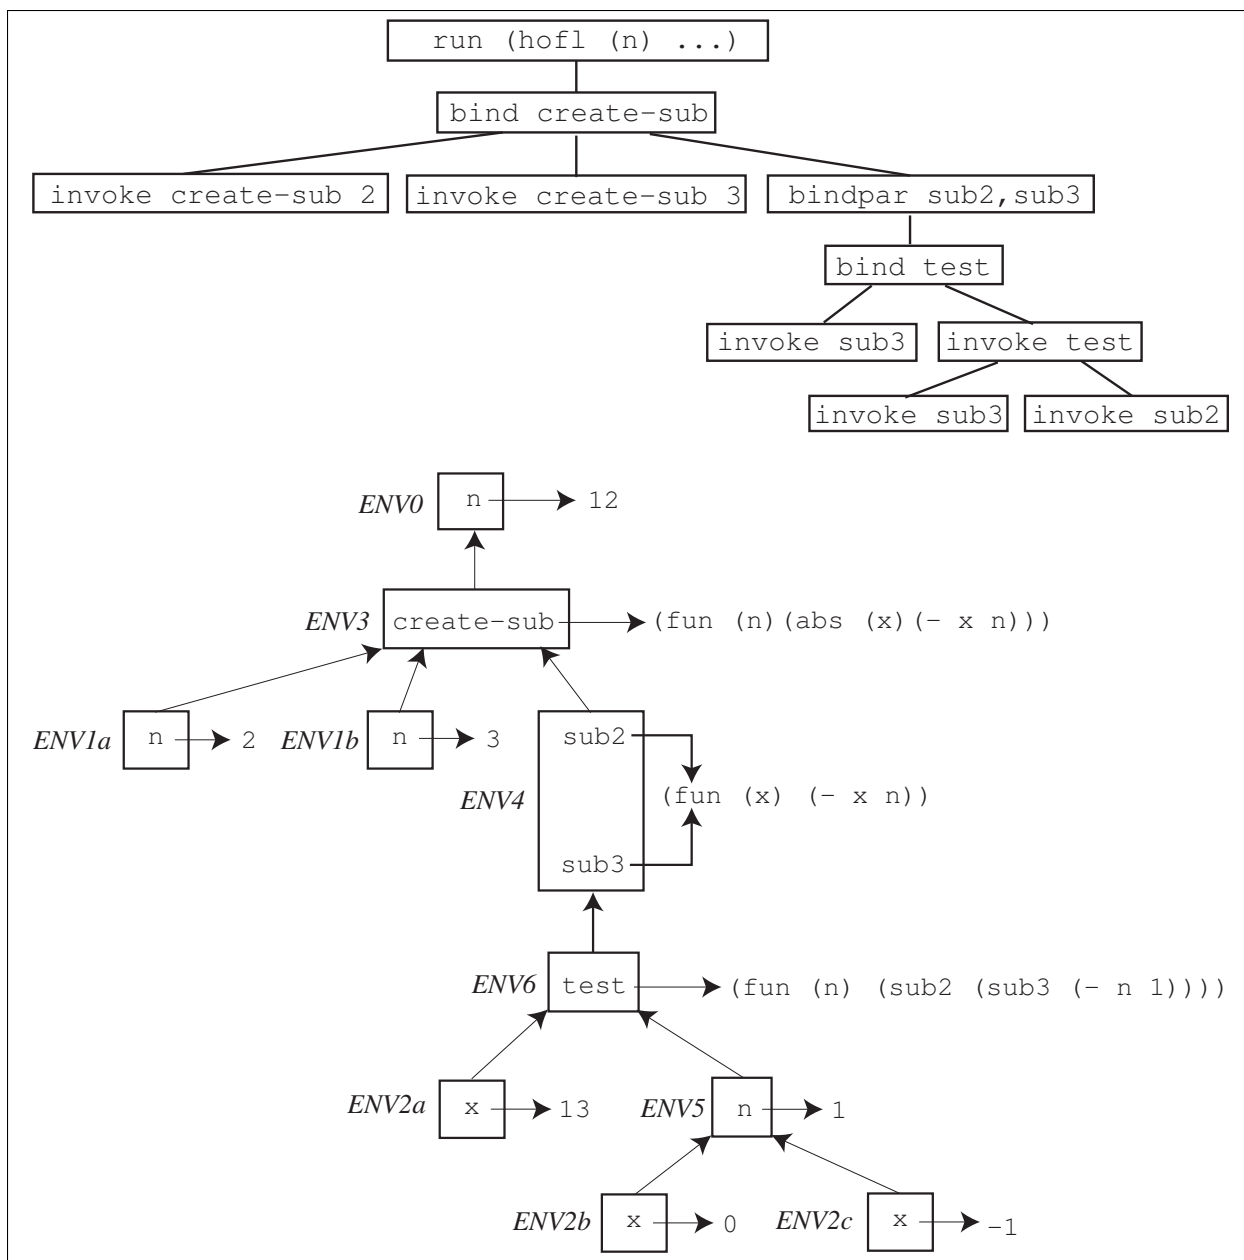 run (hofl (n) ...)
bind create-sub
invoke create-sub 2
invoke create-sub 3
bindpar sub2,sub3
bind test
invoke sub3
invoke test
invoke sub3
invoke sub2
ENV0
n
12
ENV3
create-sub
(fun (n)(abs (x)(- x n)))
ENV1a
n
2
ENV1b
n
3
ENV4
sub2
(fun (x) (- x n))
sub3
ENV6
test
(fun (n) (sub2 (sub3 (- n 1))))
ENV2a
x
13
ENV5
n
1
ENV2b
x
0
ENV2c
x
-1